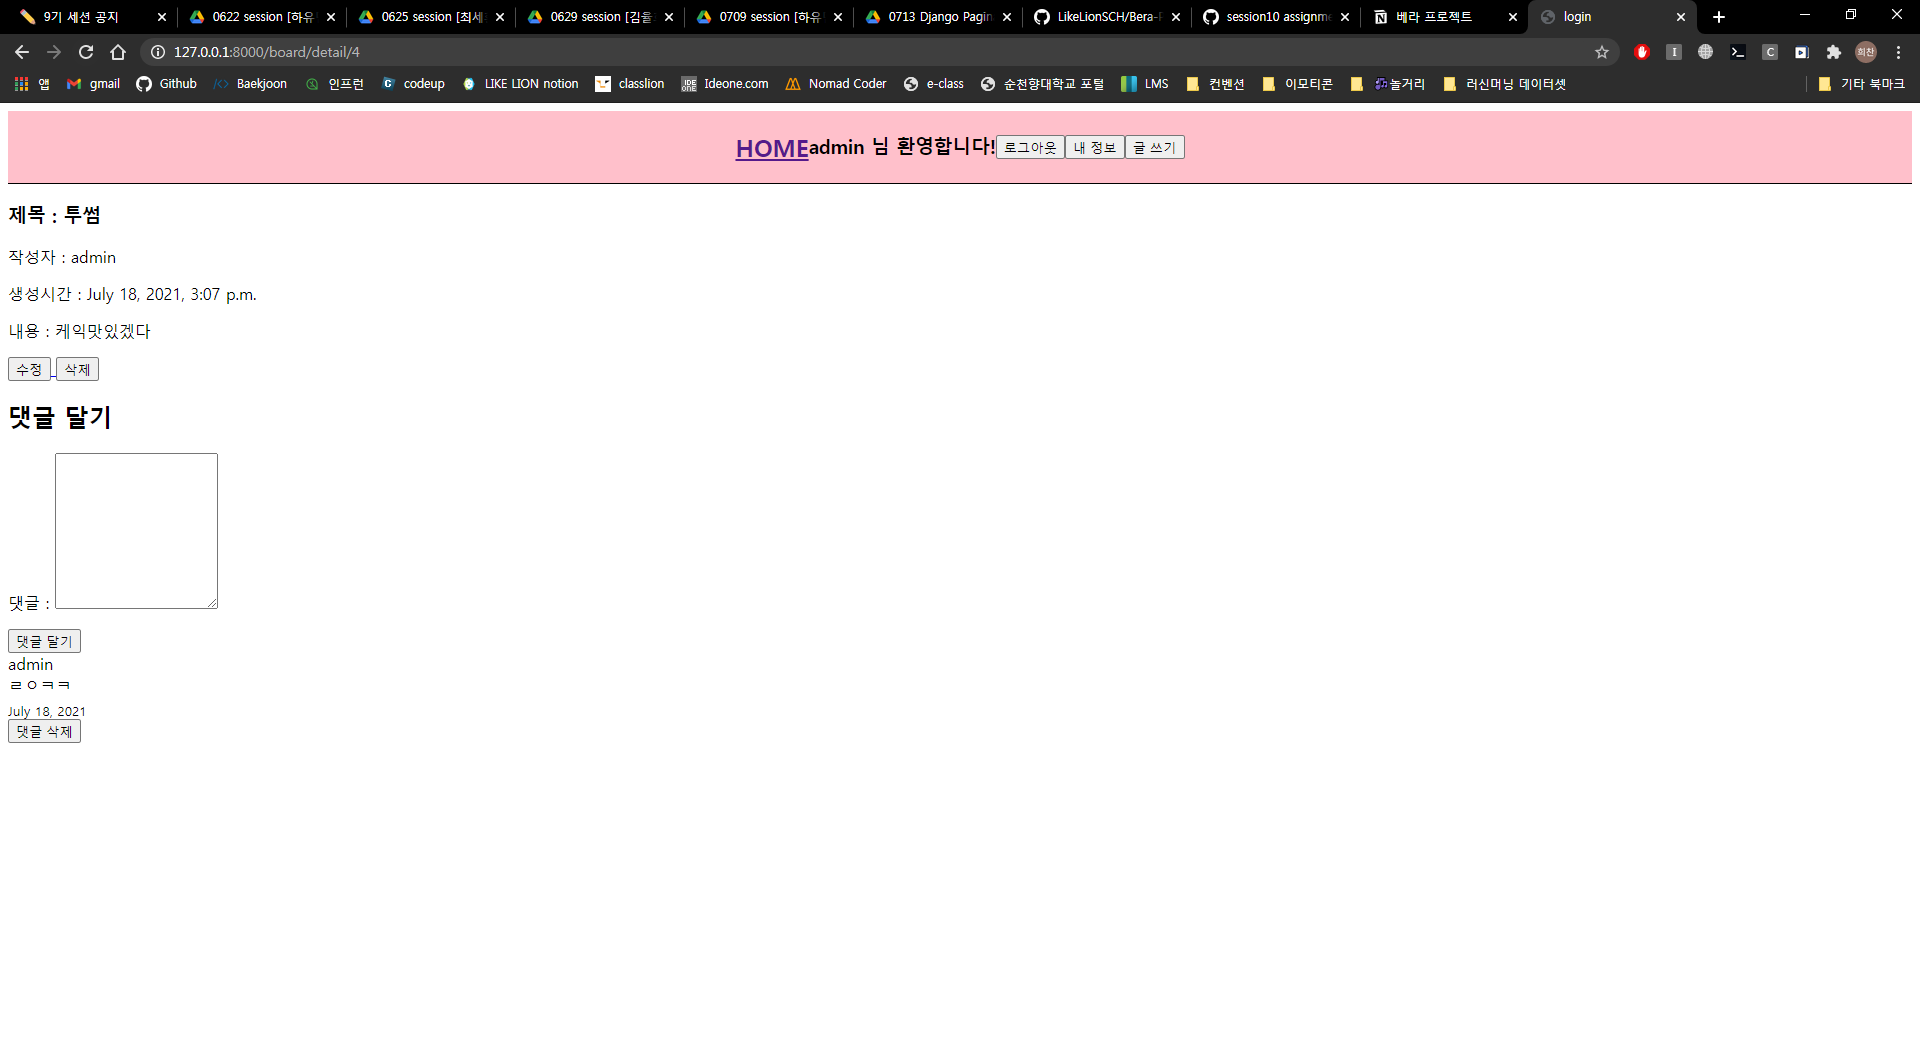 9기 세션 공지
0622 session [하유
0625 session [최세
0629 session [김율
0709 session [하유
0713 Django Pagin
LikeLionSCH/Bera-P
session10 assignme
베라 프로젝트
login
127.0.0.1:8000/board/detail/4
희찬
앱
gmail
Github
Baekjoon
인프런
codeup
LIKE LION notion
classlion
Ideone.com
Nomad Coder
e-class
순천향대학교 포털
LMS
컨벤션
이모티콘
놀거리
러신머닝 데이터셋
기타 북마크
HOME admin 님 환영합니다! 로그아웃 내 정보 글 쓰기
제목 : 투썸
작성자 : admin
생성시간 : July 18, 2021, 3:07 p.m.
내용 : 케익맛있겠다
수정 삭제
댓글 달기
댓글 :
댓글 달기
admin
ㄹㅇㅋㅋ
July 18, 2021
댓글 삭제